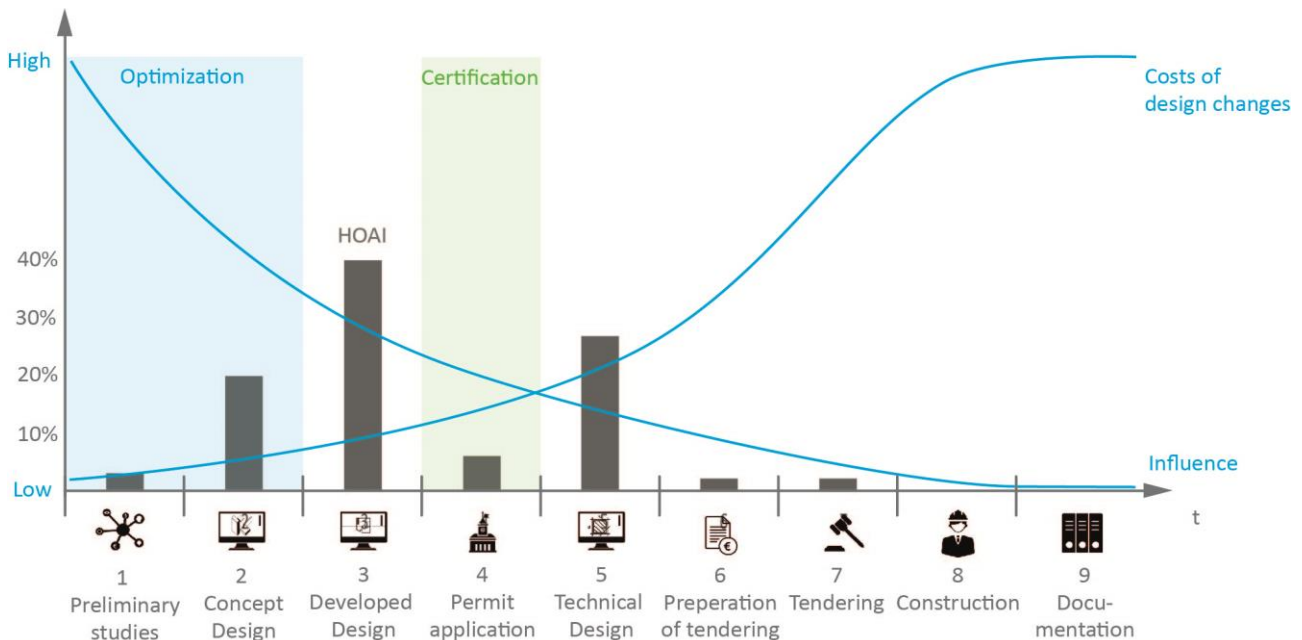 High
Optimization
Certification
Costs of
design changes
HOAI
40%
30%
20%
10%
Low
Influence
t
1
Preliminary
studies
2
Concept
Design
3
Developed
Design
4
Permit
application
5
Technical
Design
6
Preperation
of tendering
7
Tendering
8
Construction
9
Docu-
mentation